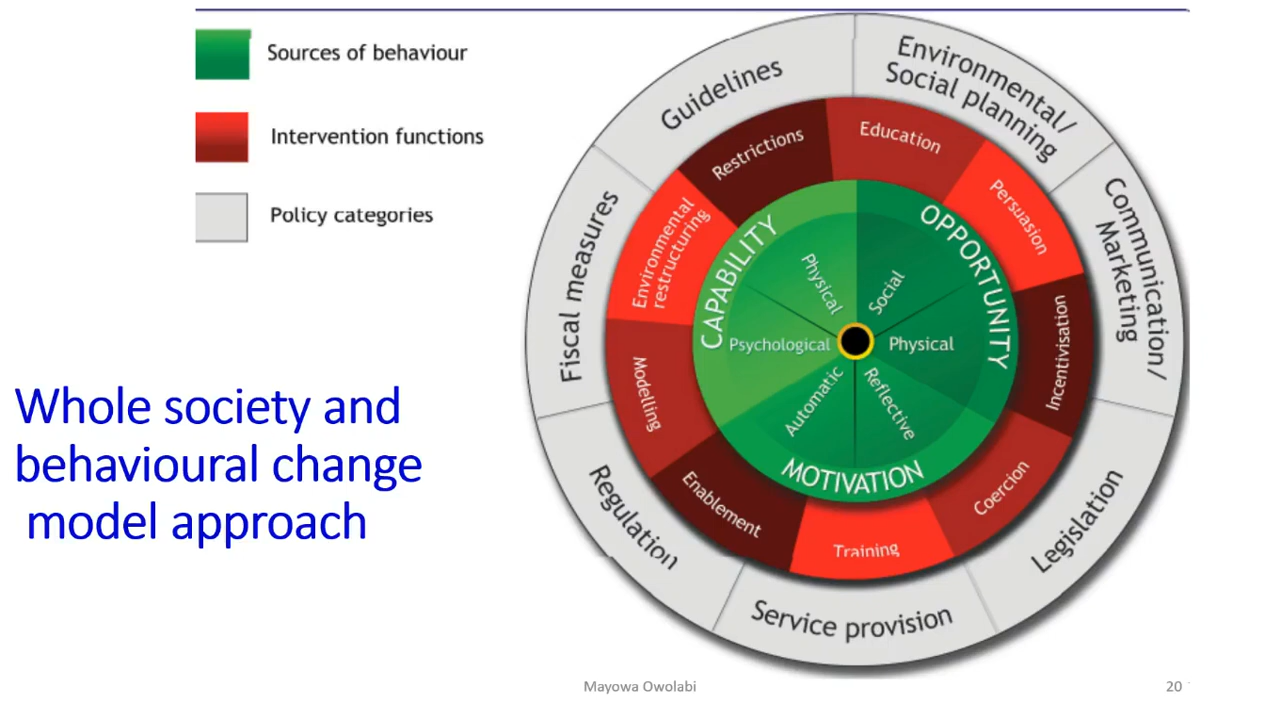 Sources of behaviour
Intervention functions
Policy categories
Whole society and
behavioural change
model approach
Guidelines
Environmental/
Social planning
Communication/
Marketing
Legislation
Service provision
Regulation
Fiscal measures
Restrictions
Education
Persuasion
Incentivisation
Coercion
Training
Enablement
Modelling
Environmental
restructuring
CAPABILITY
OPPORTUNITY
MOTIVATION
Physical
Social
Psychological
Physical
Automatic
Reflective
Mayowa Owolabi
20